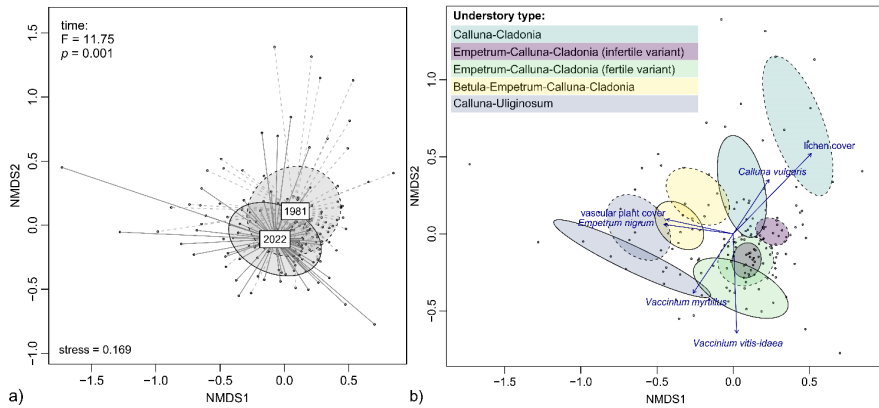 time:
F = 11.75
p = 0.001
1981
2022
stress = 0.169
NMDS2
1.5
1.0
0.5
0.0
−0.5
−1.0
−1.5
−1.0
−0.5
0.0
0.5
NMDS1
a)
Understory type:
Calluna-Cladonia
Empetrum-Calluna-Cladonia (infertile variant)
Empetrum-Calluna-Cladonia (fertile variant)
Betula-Empetrum-Calluna-Cladonia
Calluna-Uliginosum
lichen cover
Calluna vulgaris
vascular plant cover
Empetrum nigrum
Vaccinium myrtillus
Vaccinium vitis-idaea
NMDS2
1.0
0.5
0.0
−0.5
−1.5
−1.0
−0.5
0.0
0.5
NMDS1
b)